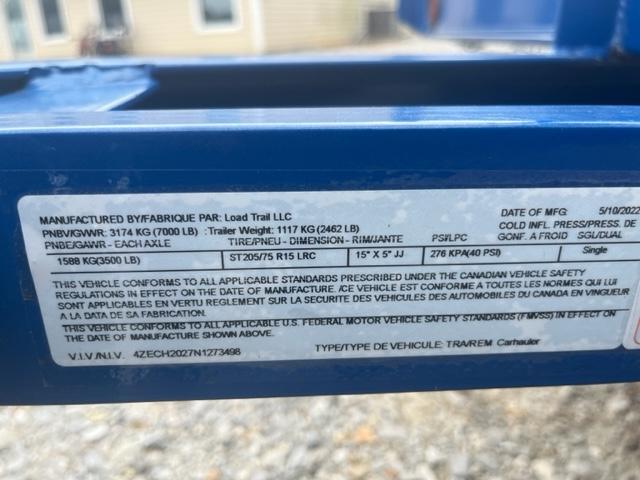 MANUFACTURED BY/FABRIQUE PAR: Load Trail LLC DATE OF MFG: 5/10/2022
PNBV/GVWR: 3174 KG (7000 LB) :Trailer Weight: 1117 KG (2462 LB) COLD INFL. PRESS/PRESS. DE
PNBE/GAWR - EACH AXLE TIRE/PNEU - DIMENSION - RIM/JANTE PSI/LPC GONF. A FROID SGL/DUAL
1588 KG(3500 LB) ST205/75 R15 LRC 15" X 5" JJ 276 KPA(40 PSI) Single
THIS VEHICLE CONFORMS TO ALL APPLICABLE STANDARDS PRESCRIBED UNDER THE CANADIAN VEHICLE SAFETY
REGULATIONS IN EFFECT ON THE DATE OF MANUFACTURE ./CE VEHICLE EST CONFORME A TOUTES LES NORMES QUI LUI
SONT APPLICABLES EN VERTU REGLEMENT SUR LA SECURITE DES VEHICULES DES AUTOMOBILES DU CANADA EN VINGUEUR
A LA DATA DE SA FABRICATION.
THIS VEHICLE CONFORMS TO ALL APPLICABLE U.S. FEDERAL MOTOR VEHICLE SAFETY STANDARDS (FMVSS) IN EFFECT ON
THE DATE OF MANUFACTURE SHOWN ABOVE.
V.I.V./N.I.V. 4ZECH2027N1273498 TYPE/TYPE DE VEHICLE: TRA/REM Carhauler